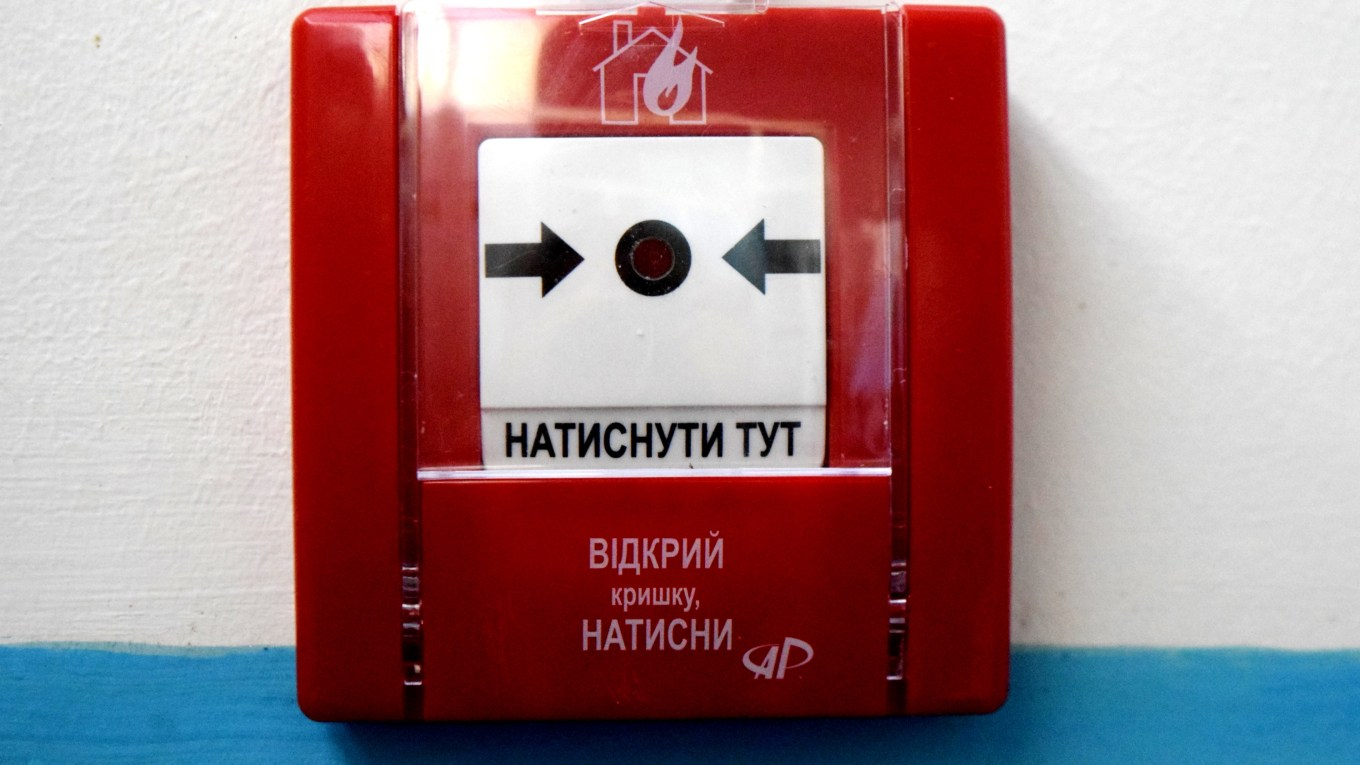 НАТИСНУТИ ТУТ
ВІДКРИЙ
кришку,
НАТИСНИ
АР